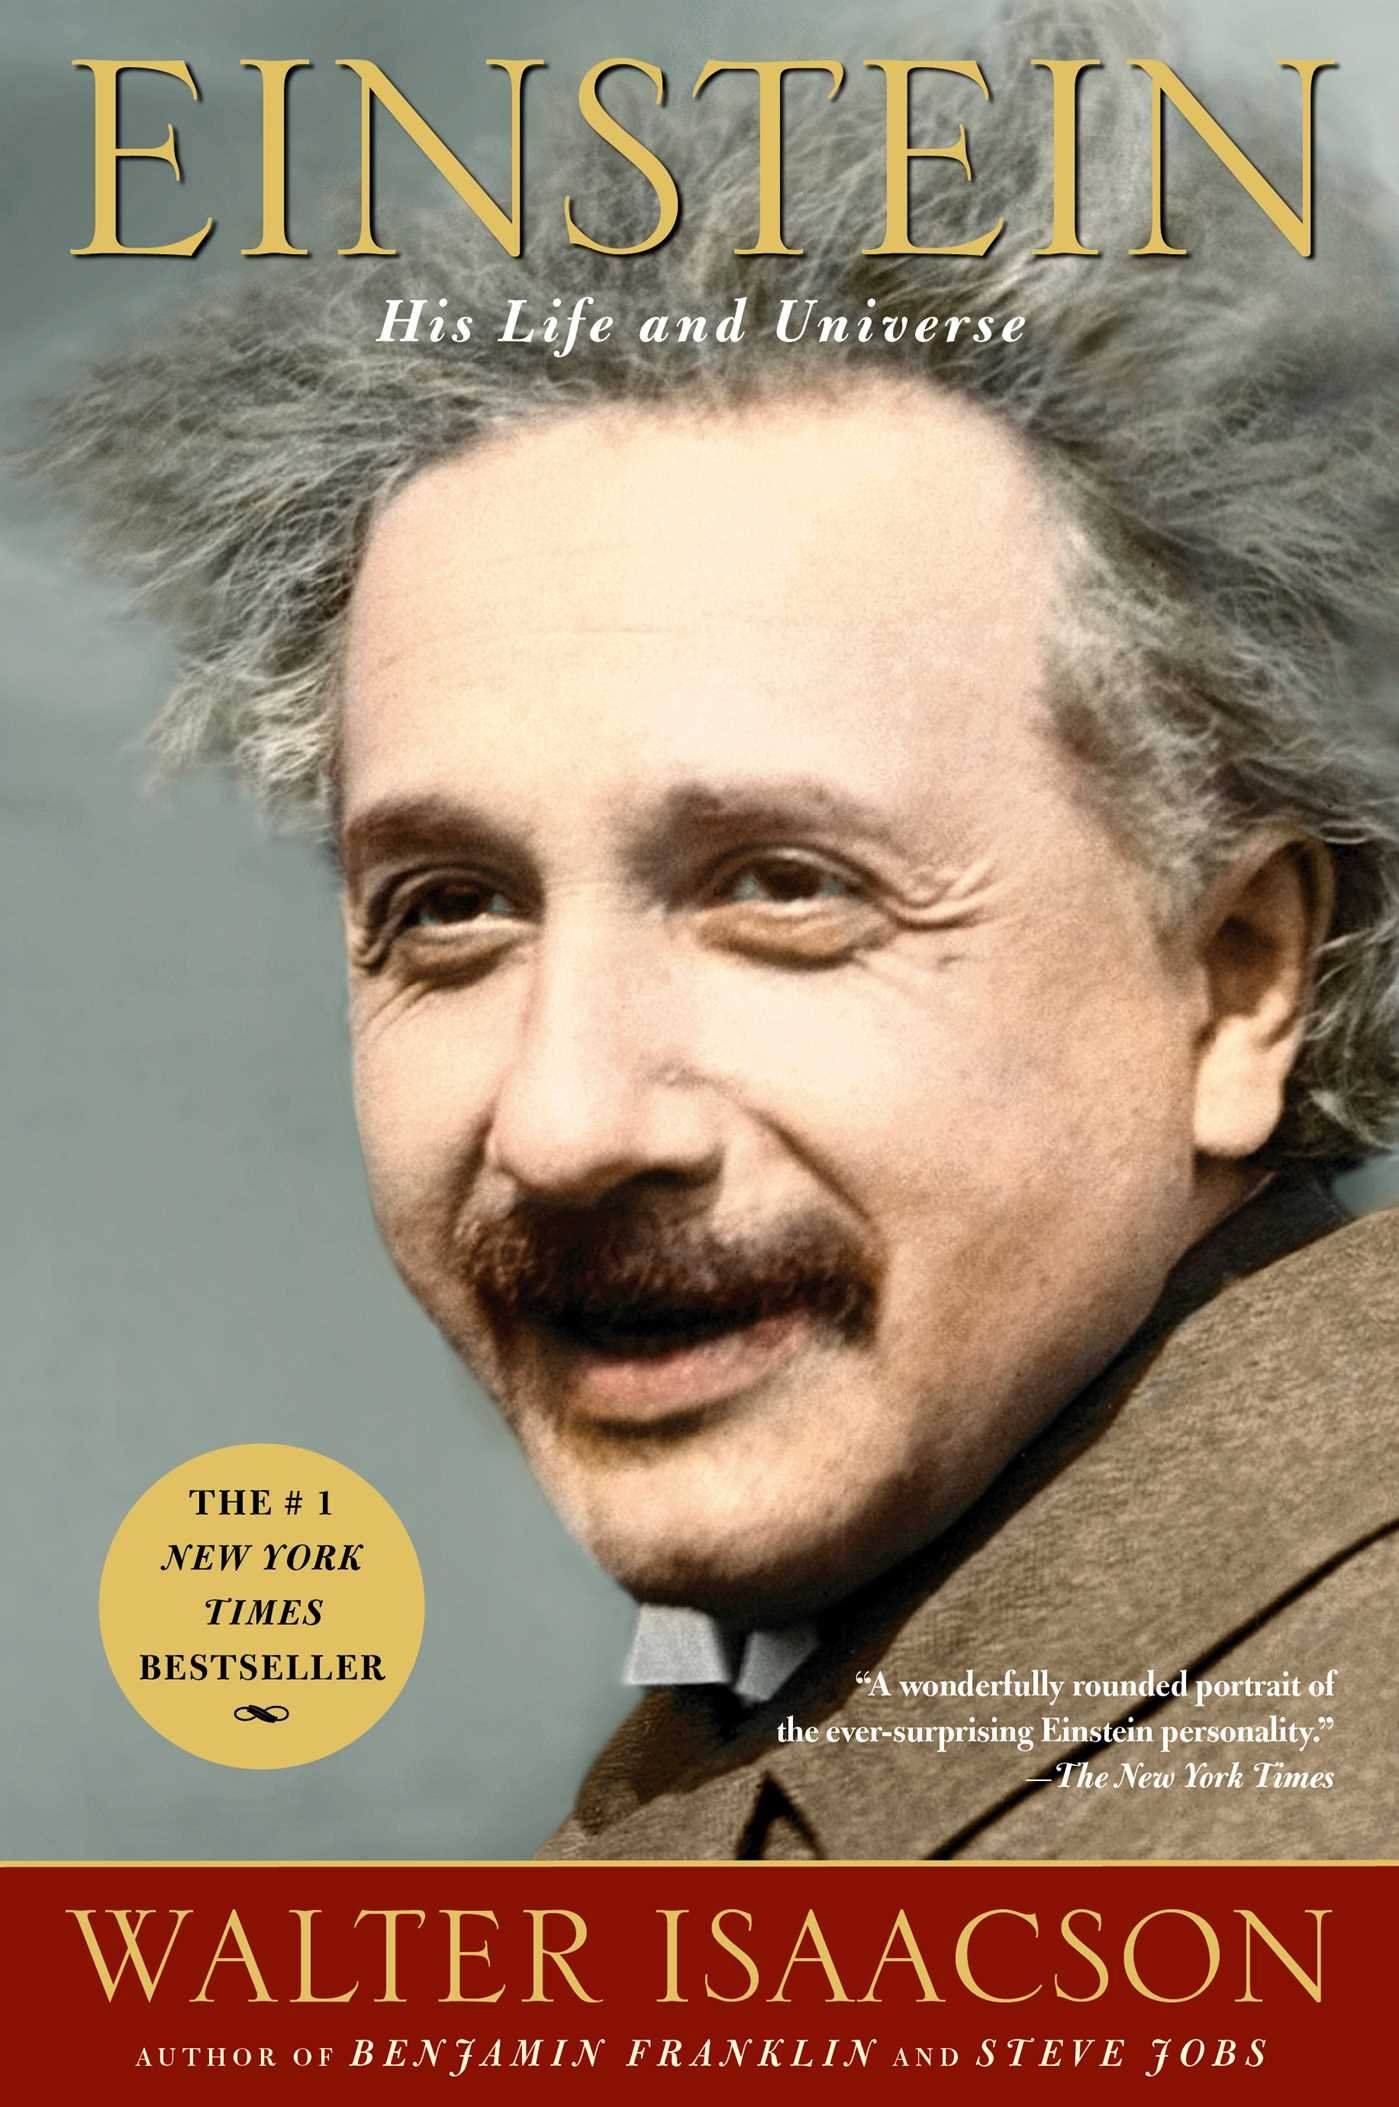 EINSTEIN
His Life and Universe
THE # 1
NEW YORK
TIMES
BESTSELLER
“A wonderfully rounded portrait of
the ever-surprising Einstein personality.”
—The New York Times
WALTER ISAACSON
AUTHOR OF BENJAMIN FRANKLIN AND STEVE JOBS